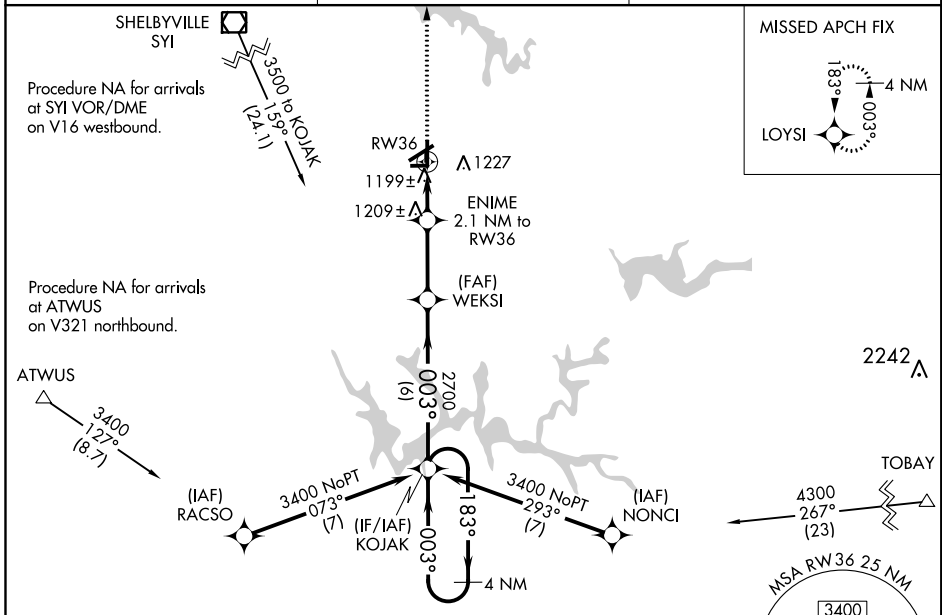 SHELBYVILLE
SYI
Procedure NA for arrivals
at SYI VOR/DME
on V16 westbound.
3500 to KOJAK
159°
(24.1)
MISSED APCH FIX
183°
4 NM
003°
LOYSI
RW36
1227
1199±
1209±
ENIME
2.1 NM to
RW36
(FAF)
WEKSI
Procedure NA for arrivals
at ATWUS
on V321 northbound.
2242
ATWUS
3400
127°
(8.7)
2700
003°
(6)
(IAF)
RACSO
3400 NoPT
073°
(7)
(IF/IAF)
KOJAK
003°
183°
4 NM
3400 NoPT
293°
(7)
(IAF)
NONCI
TOBAY
4300
267°
(23)
MSA RW36 25 NM
3400